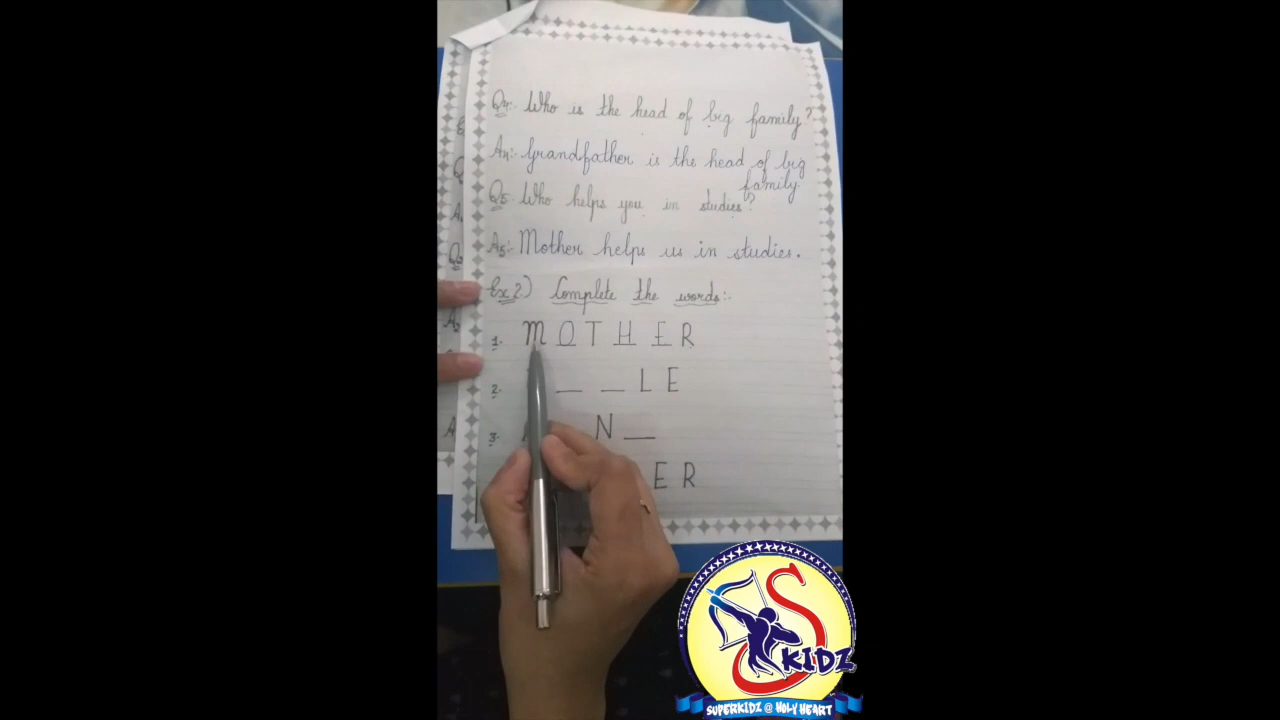 Q4:- Who is the head of big family?
A4:- Grandfather is the head of big
family.
Q5:- Who helps you in studies?
A5:- Mother helps us in studies.
Ex 2.) Complete the words:-
1. MOTHER
2. _ _ L E
3. N _
E R
S KIDZ
SUPERKIDZ @ HOLY HEART